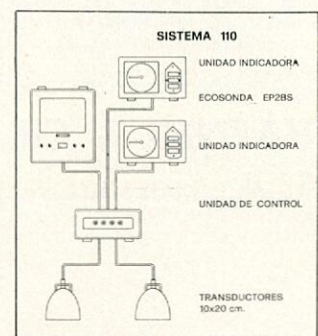 SISTEMA 110
UNIDAD INDICADORA
ECOSONDA EP2BS
UNIDAD INDICADORA
UNIDAD DE CONTROL
TRANSDUCTORES
10x20 cm.